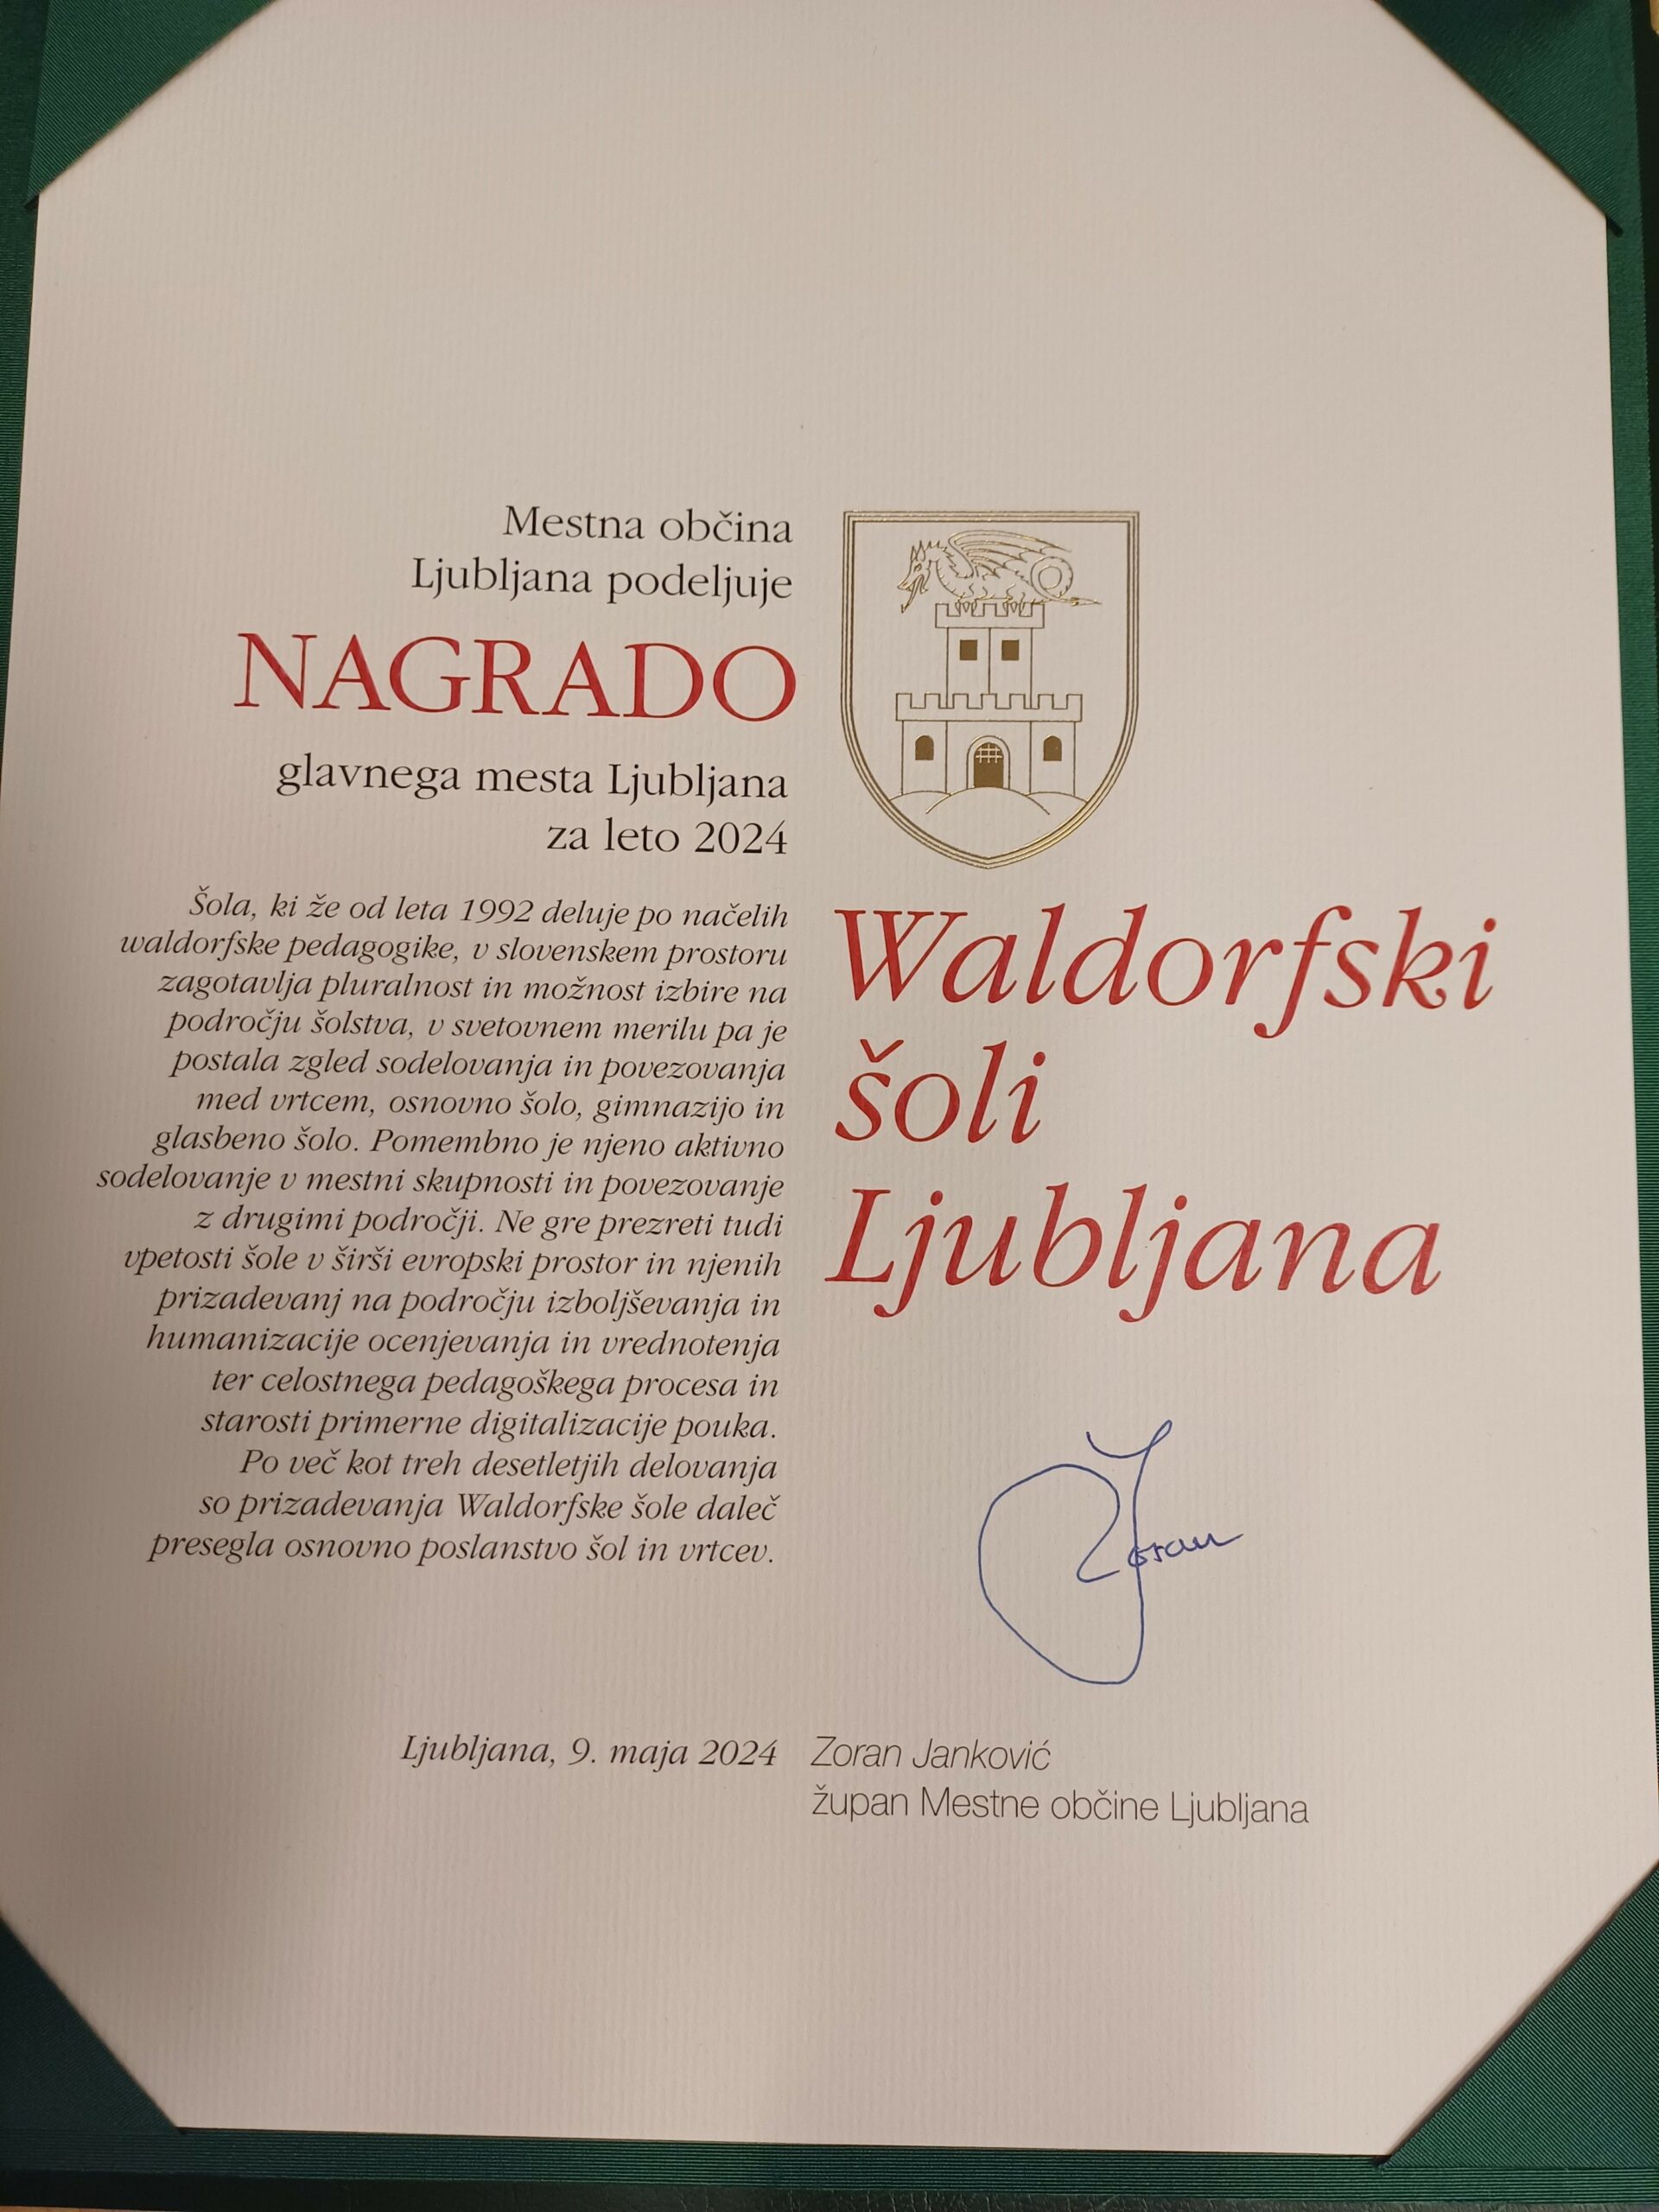 Mestna občina
Ljubljana podeljuje
NAGRADO
glavnega mesta Ljubljana
za leto 2024
Šola, ki že od leta 1992 deluje po načelih
waldorfske pedagogike, v slovenskem prostoru
zagotavlja pluralnost in možnost izbire na
področju šolstva, v svetovnem merilu pa je
postala zgled sodelovanja in povezovanja
med vrtcem, osnovno šolo, gimnazijo in
glasbeno šolo. Pomembno je njeno aktivno
sodelovanje v mestni skupnosti in povezovanje
z drugimi področji. Ne gre prezreti tudi
vpetosti šole v širši evropski prostor in njenih
prizadevanj na področju izboljševanja in
humanizacije ocenjevanja in vrednotenja
ter celostnega pedagoškega procesa in
starosti primerne digitalizacije pouka.
Po več kot treh desetletjih delovanja
so prizadevanja Waldorfske šole daleč
presegla osnovno poslanstvo šol in vrtcev.
Waldorfski
šoli
Ljubljana
Zoran
Ljubljana, 9. maja 2024
Zoran Janković
župan Mestne občine Ljubljana